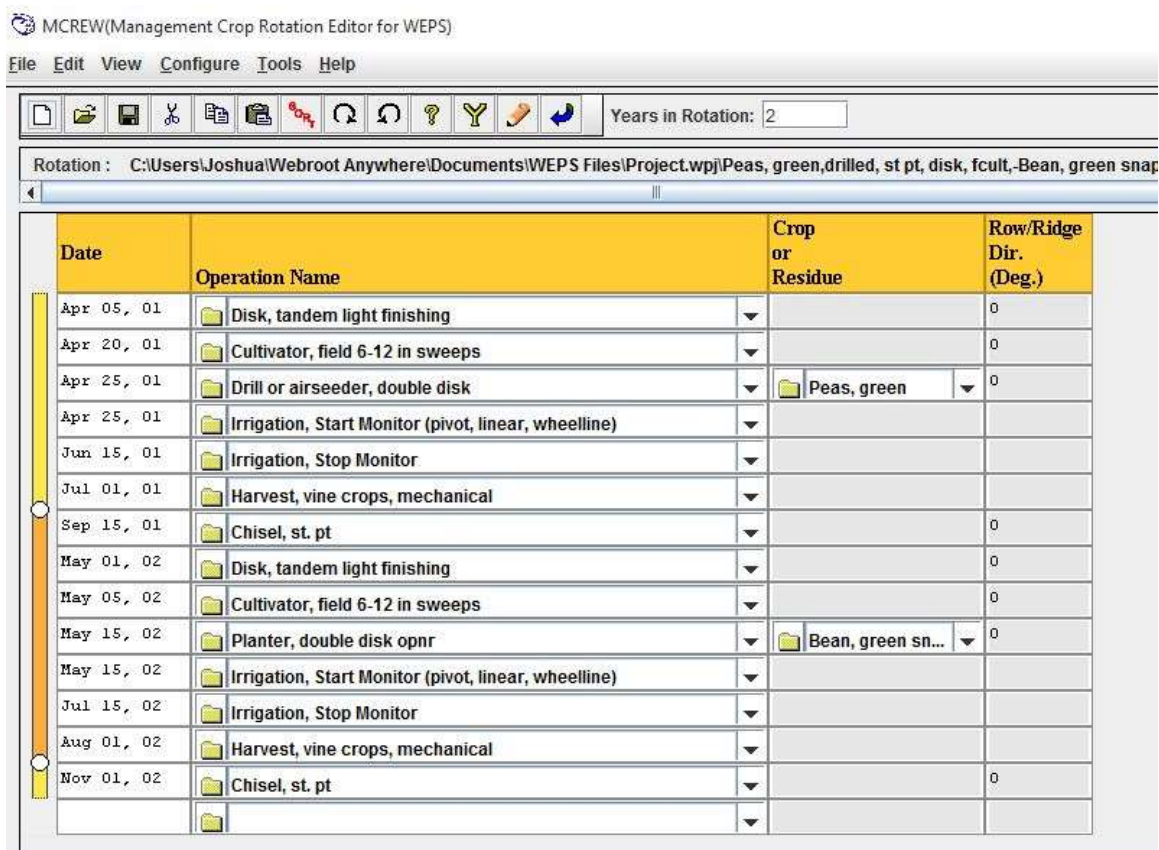 MCREW(Management Crop Rotation Editor for WEPS)
File Edit View Configure Tools Help
SORT ? Y Years in Rotation: 2
Rotation : C:\Users\Joshua\Webroot Anywhere\Documents\WEPS Files\Project.wpj\Peas, green,drilled, st pt, disk, fcult,-Bean, green snap
Date Operation Name Crop or Residue Row/Ridge Dir. (Deg.)
Apr 05, 01 Disk, tandem light finishing 0
Apr 20, 01 Cultivator, field 6-12 in sweeps 0
Apr 25, 01 Drill or airseeder, double disk Peas, green 0
Apr 25, 01 Irrigation, Start Monitor (pivot, linear, wheelline)
Jun 15, 01 Irrigation, Stop Monitor
Jul 01, 01 Harvest, vine crops, mechanical
Sep 15, 01 Chisel, st. pt 0
May 01, 02 Disk, tandem light finishing 0
May 05, 02 Cultivator, field 6-12 in sweeps 0
May 15, 02 Planter, double disk opnr Bean, green sn... 0
May 15, 02 Irrigation, Start Monitor (pivot, linear, wheelline)
Jul 15, 02 Irrigation, Stop Monitor
Aug 01, 02 Harvest, vine crops, mechanical
Nov 01, 02 Chisel, st. pt 0